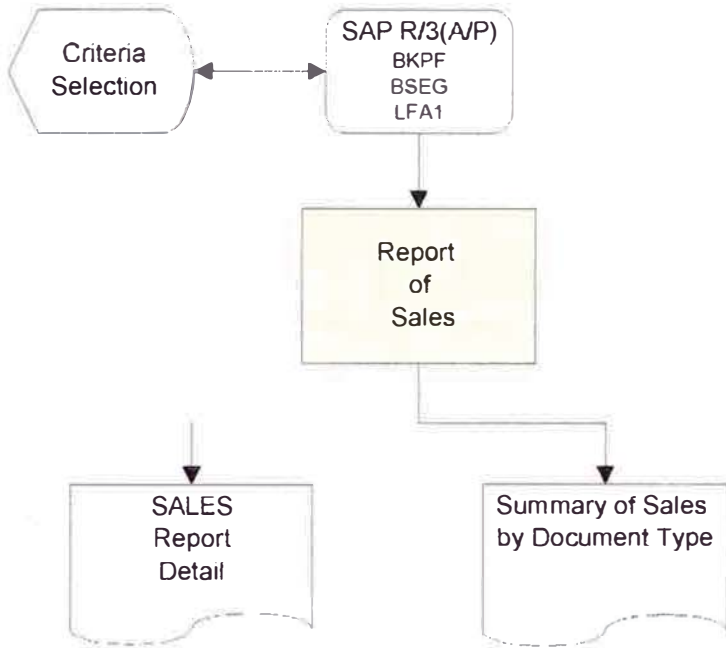 Criteria
Selection
SAP R/3(A/P)
BKPF
BSEG
LFA1
Report
of
Sales
SALES
Report
Detail
Summary of Sales
by Document Type